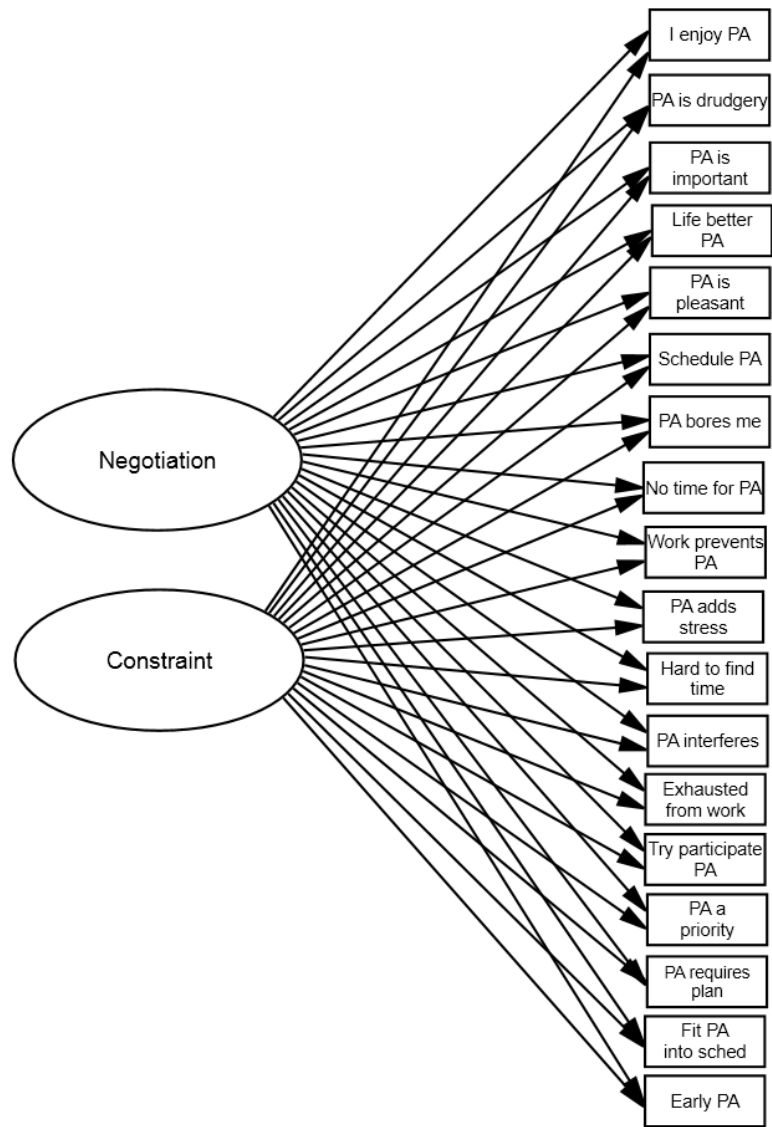 I enjoy PA
PA is drudgery
PA is
important
Life better
PA
PA is
pleasant
Schedule PA
PA bores me
Negotiation
No time for PA
Work prevents
PA
PA adds
stress
Constraint
Hard to find
time
PA interferes
Exhausted
from work
Try participate
PA
PA a
priority
PA requires
plan
Fit PA
into sched
Early PA